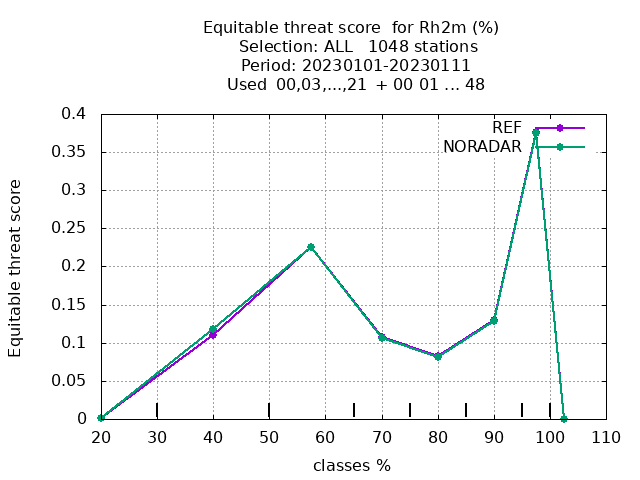 Equitable threat score  for Rh2m (%)
Selection: ALL   1048 stations
Period: 20230101-20230111
Used  00,03,...,21  + 00 01 ... 48
REF
NORADAR
0.4
0.35
0.3
0.25
0.2
0.15
0.1
0.05
0
Equitable threat score
20 30 40 50 60 70 80 90 100 110
classes %